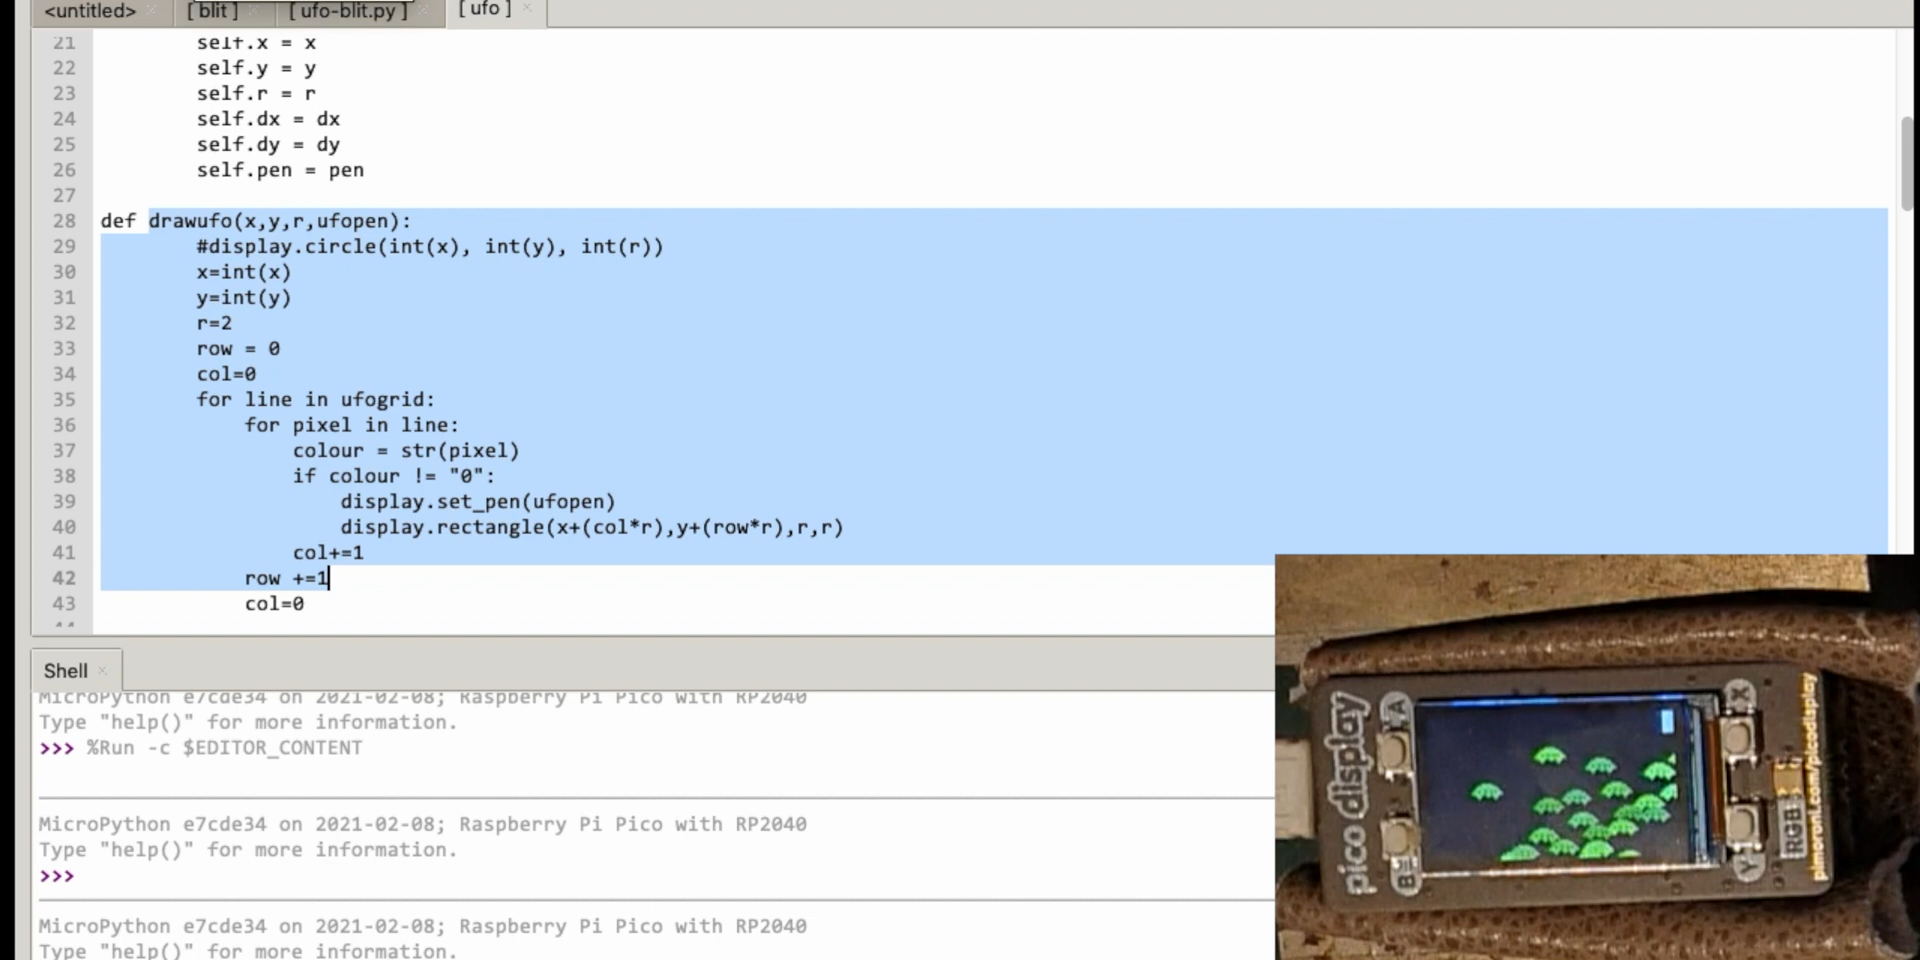 <untitled>
[ blit ]
[ ufo-blit.py ]
[ ufo ]
21 self.x = x
22 self.y = y
23 self.r = r
24 self.dx = dx
25 self.dy = dy
26 self.pen = pen
27
28 def drawufo(x,y,r,ufopen):
29 #display.circle(int(x), int(y), int(r))
30 x=int(x)
31 y=int(y)
32 r=2
33 row = 0
34 col=0
35 for line in ufogrid:
36 for pixel in line:
37 colour = str(pixel)
38 if colour != "0":
39 display.set_pen(ufopen)
40 display.rectangle(x+(col*r),y+(row*r),r,r)
41 col+=1
42 row +=1
43 col=0
44
Shell
MicroPython e7cde34 on 2021-02-08; Raspberry Pi Pico with RP2040
Type "help()" for more information.
>>> %Run -c $EDITOR_CONTENT
MicroPython e7cde34 on 2021-02-08; Raspberry Pi Pico with RP2040
Type "help()" for more information.
>>>
MicroPython e7cde34 on 2021-02-08; Raspberry Pi Pico with RP2040
Type "help()" for more information.
pico display
A
B
X
Y
RGB
pimoroni.com/picodisplay